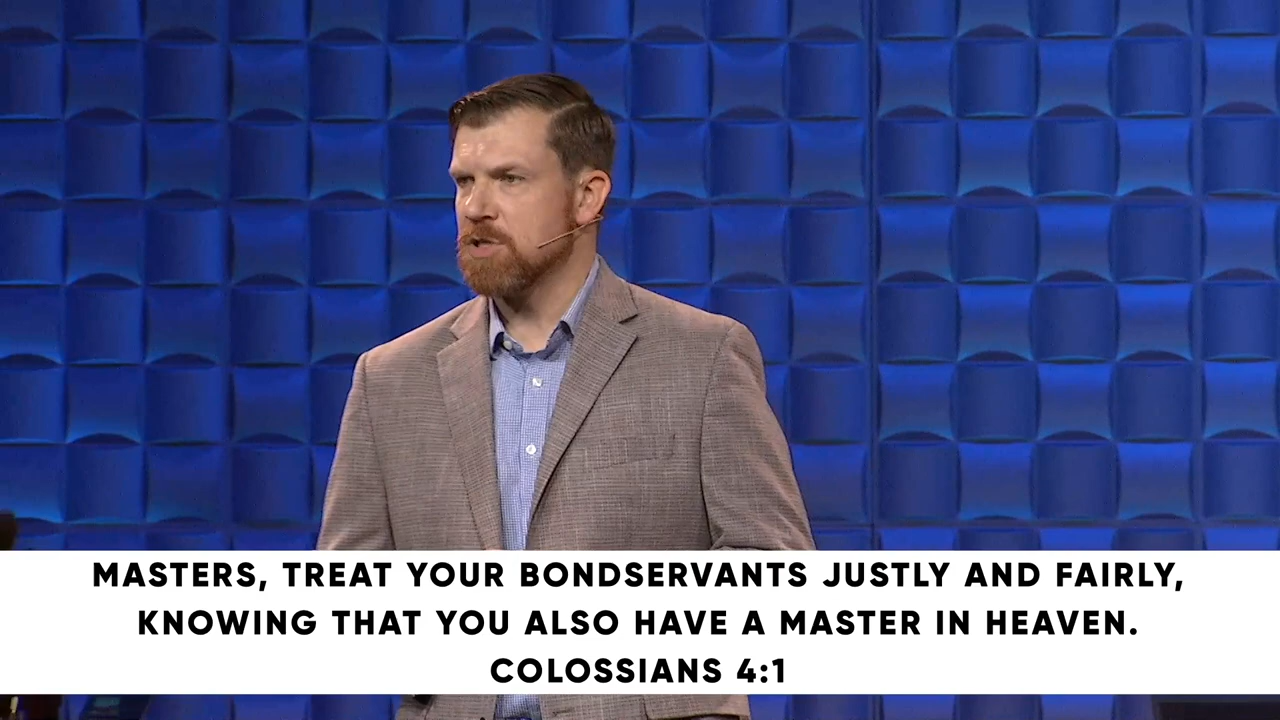 MASTERS, TREAT YOUR BONDSERVANTS JUSTLY AND FAIRLY,
KNOWING THAT YOU ALSO HAVE A MASTER IN HEAVEN.
COLOSSIANS 4:1